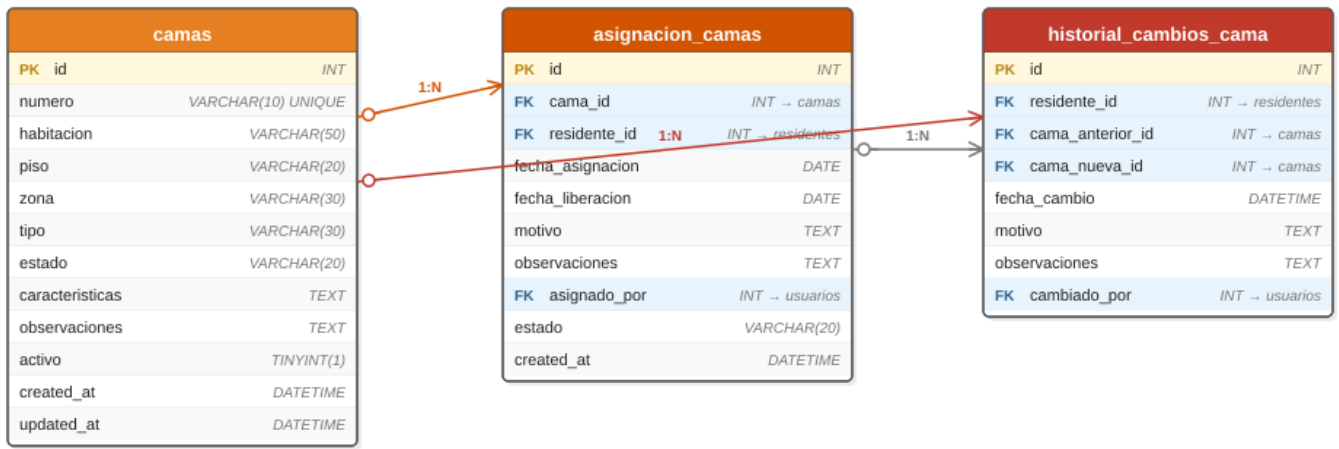 camas
PK id INT
numero VARCHAR(10) UNIQUE
habitacion VARCHAR(50)
piso VARCHAR(20)
zona VARCHAR(30)
tipo VARCHAR(30)
estado VARCHAR(20)
caracteristicas TEXT
observaciones TEXT
activo TINYINT(1)
created_at DATETIME
updated_at DATETIME
1:N
asignacion_camas
PK id INT
FK cama_id INT → camas
FK residente_id INT → residentes
fecha_asignacion DATE
fecha_liberacion DATE
motivo TEXT
observaciones TEXT
FK asignado_por INT → usuarios
estado VARCHAR(20)
created_at DATETIME
1:N
1:N
historial_cambios_cama
PK id INT
FK residente_id INT → residentes
FK cama_anterior_id INT → camas
FK cama_nueva_id INT → camas
fecha_cambio DATETIME
motivo TEXT
observaciones TEXT
FK cambiado_por INT → usuarios